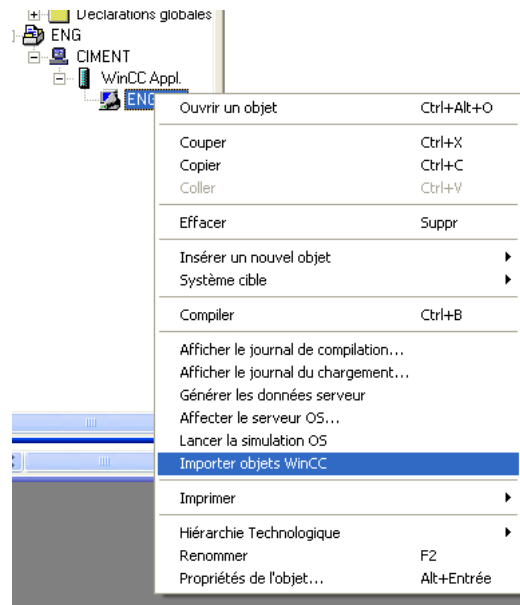 Declarations globales
ENG
CIMENT
WinCC Appl.
ENG
Ouvrir un objet Ctrl+Alt+O
Couper Ctrl+X
Copier Ctrl+C
Coller Ctrl+V
Effacer Suppr
Insérer un nouvel objet
Système cible
Compiler Ctrl+B
Afficher le journal de compilation...
Afficher le journal du chargement...
Générer les données serveur
Affecter le serveur OS...
Lancer la simulation OS
Importer objets WinCC
Imprimer
Hiérarchie Technologique
Renommer F2
Propriétés de l'objet... Alt+Entrée